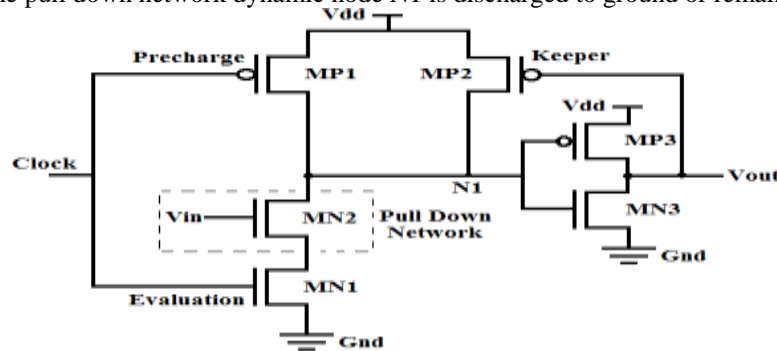 e pull down network dynamic node N1 is discharged to ground or remai
Vdd
Precharge
Keeper
MP1
MP2
Vdd
MP3
Clock
N1
Vout
Vin
MN2
Pull Down
Network
MN3
Gnd
Evaluation
MN1
Gnd